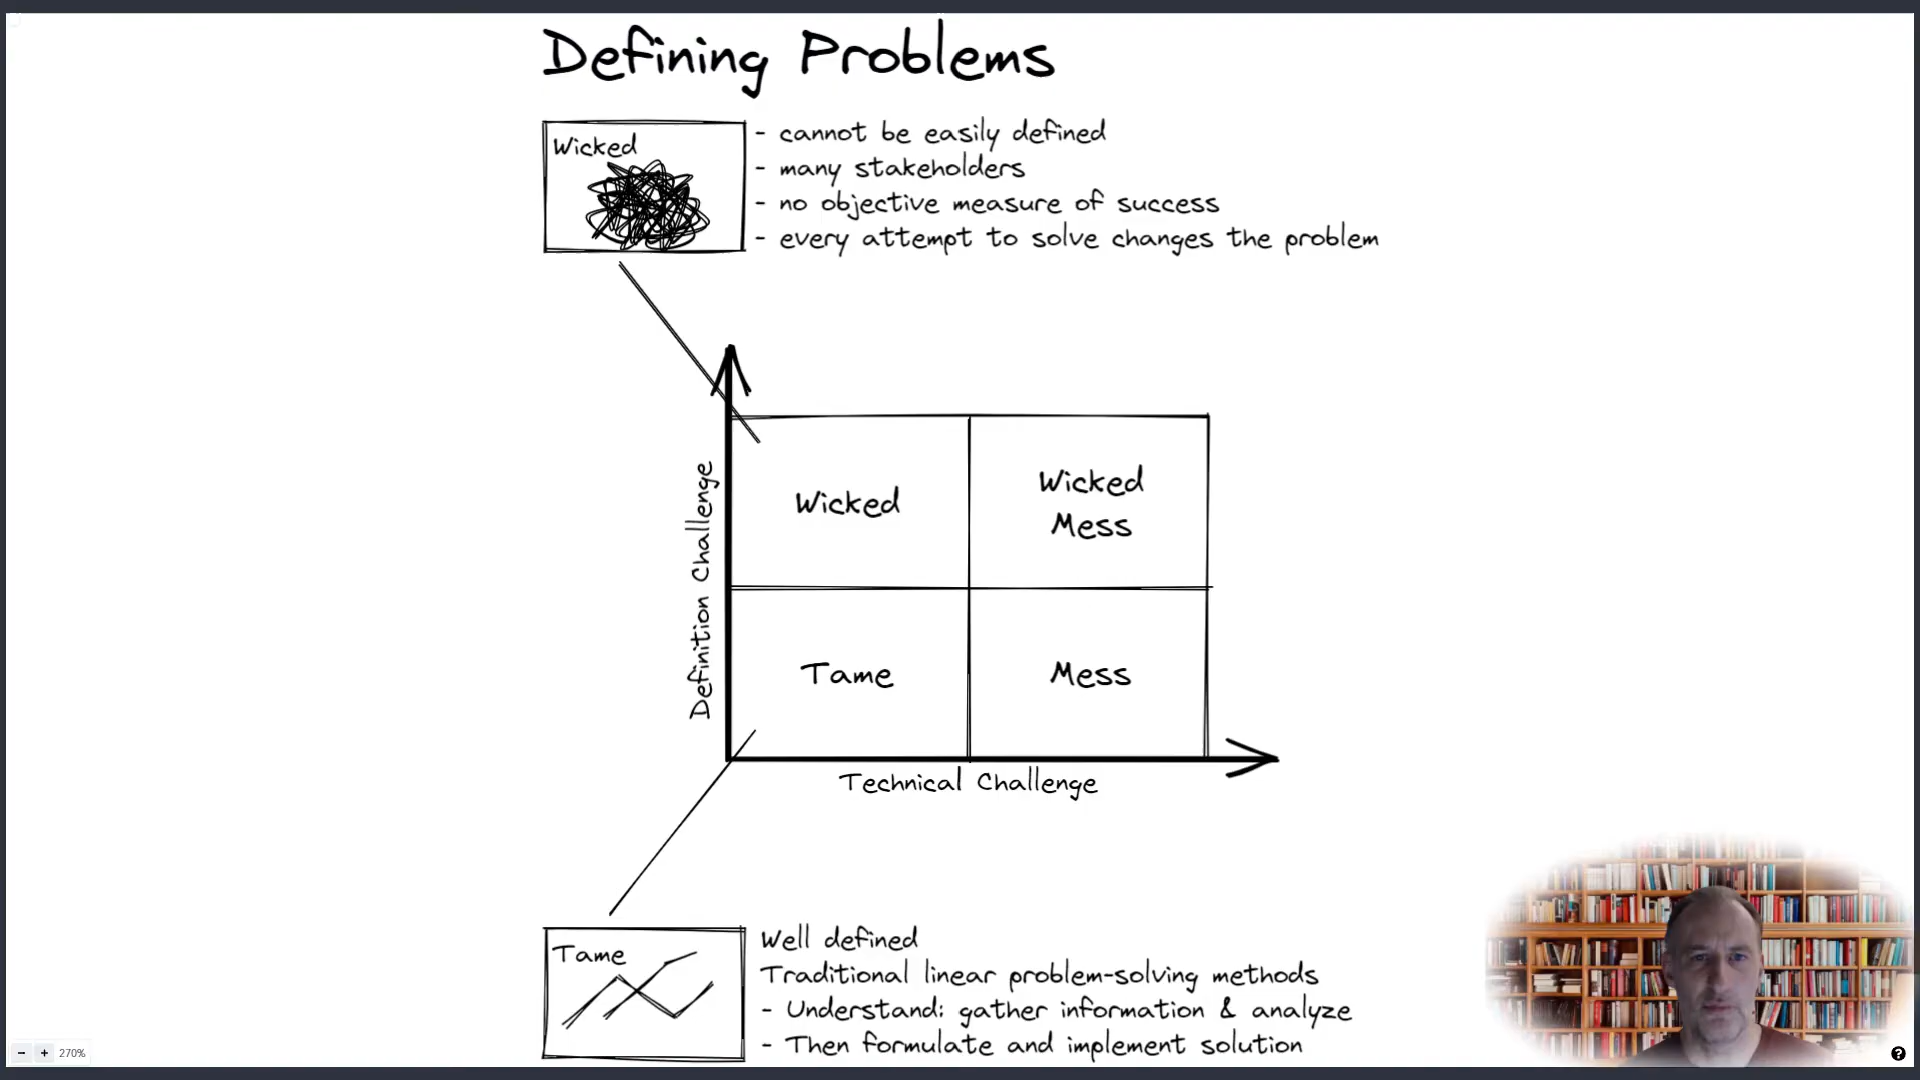 Defining Problems
Wicked
- cannot be easily defined
- many stakeholders
- no objective measure of success
- every attempt to solve changes the problem
Definition Challenge
Wicked
Wicked
Mess
Tame
Mess
Technical Challenge
Tame
Well defined
Traditional linear problem-solving methods
- Understand: gather information & analyze
- Then formulate and implement solution
- + 270%
?